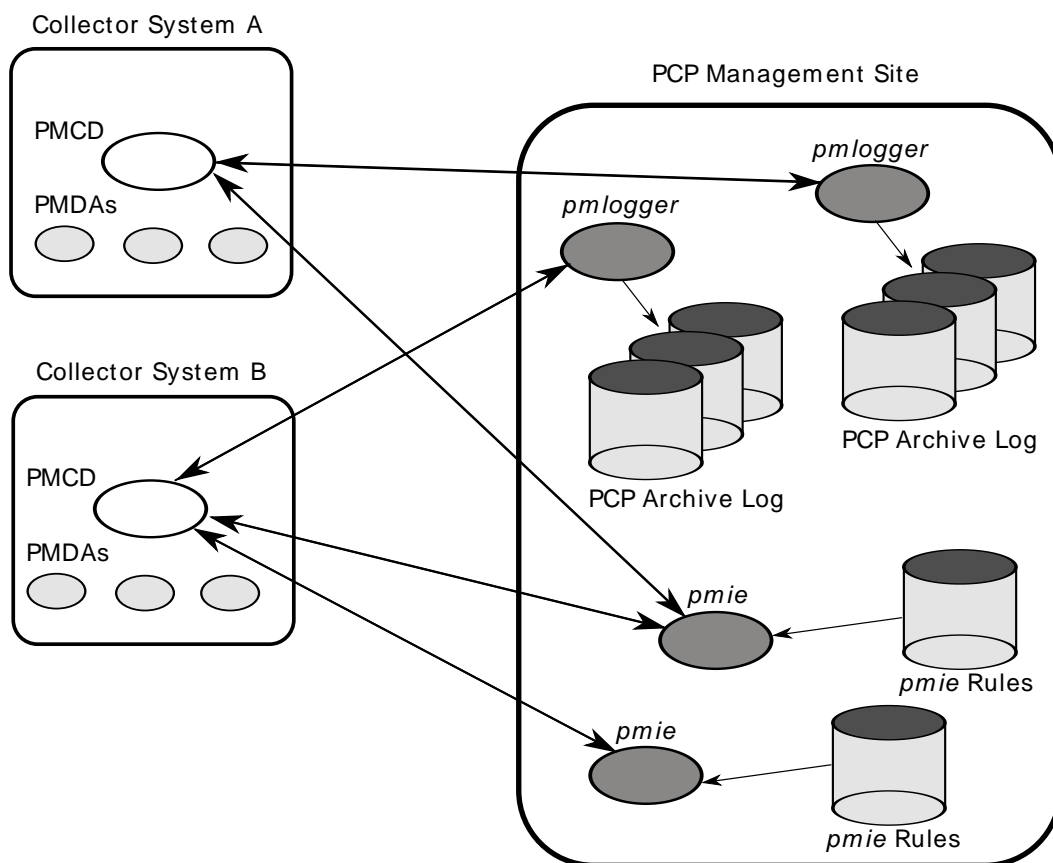 Collector System A
PMCD
PMDAs
Collector System B
PMCD
PMDAs
PCP Management Site
pmlogger
pmlogger
PCP Archive Log
PCP Archive Log
pmie
pmie Rules
pmie
pmie Rules